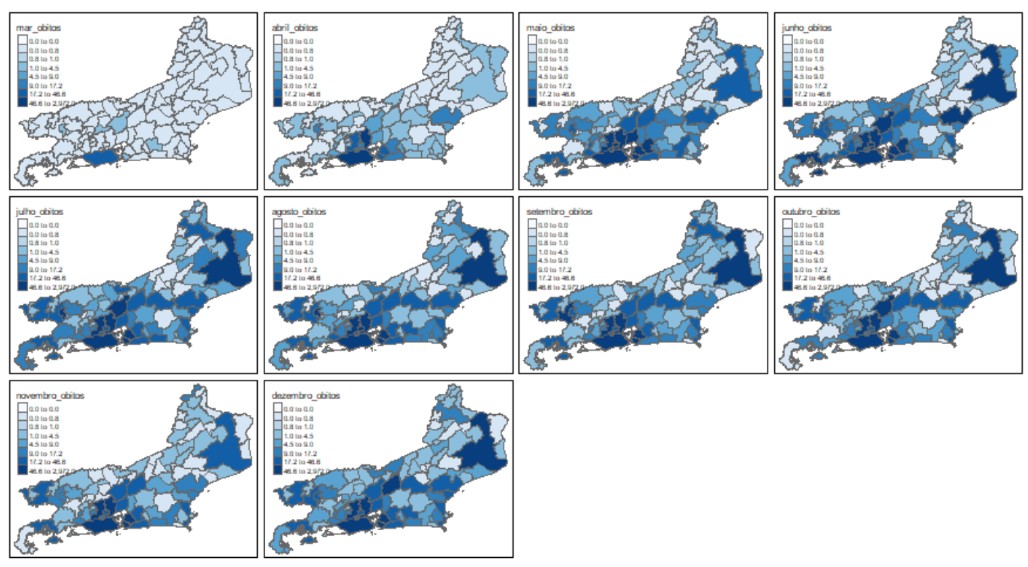 mar_obitos
0.0 to 0.0
0.0 to 0.8
0.8 to 1.0
1.0 to 4.5
4.5 to 9.0
9.0 to 17.2
17.2 to 46.6
46.6 to 2,972.0
abril_obitos
0.0 to 0.0
0.0 to 0.8
0.8 to 1.0
1.0 to 4.5
4.5 to 9.0
9.0 to 17.2
17.2 to 46.6
46.6 to 2,972.0
maio_obitos
0.0 to 0.0
0.0 to 0.8
0.8 to 1.0
1.0 to 4.5
4.5 to 9.0
9.0 to 17.2
17.2 to 46.6
46.6 to 2,972.0
junho_obitos
0.0 to 0.0
0.0 to 0.8
0.8 to 1.0
1.0 to 4.5
4.5 to 9.0
9.0 to 17.2
17.2 to 46.6
46.6 to 2,972.0
julho_obitos
0.0 to 0.0
0.0 to 0.8
0.8 to 1.0
1.0 to 4.5
4.5 to 9.0
9.0 to 17.2
17.2 to 46.6
46.6 to 2,972.0
agosto_obitos
0.0 to 0.0
0.0 to 0.8
0.8 to 1.0
1.0 to 4.5
4.5 to 9.0
9.0 to 17.2
17.2 to 46.6
46.6 to 2,972.0
setembro_obitos
0.0 to 0.0
0.0 to 0.8
0.8 to 1.0
1.0 to 4.5
4.5 to 9.0
9.0 to 17.2
17.2 to 46.6
46.6 to 2,972.0
outubro_obitos
0.0 to 0.0
0.0 to 0.8
0.8 to 1.0
1.0 to 4.5
4.5 to 9.0
9.0 to 17.2
17.2 to 46.6
46.6 to 2,972.0
novembro_obitos
0.0 to 0.0
0.0 to 0.8
0.8 to 1.0
1.0 to 4.5
4.5 to 9.0
9.0 to 17.2
17.2 to 46.6
46.6 to 2,972.0
dezembro_obitos
0.0 to 0.0
0.0 to 0.8
0.8 to 1.0
1.0 to 4.5
4.5 to 9.0
9.0 to 17.2
17.2 to 46.6
46.6 to 2,972.0